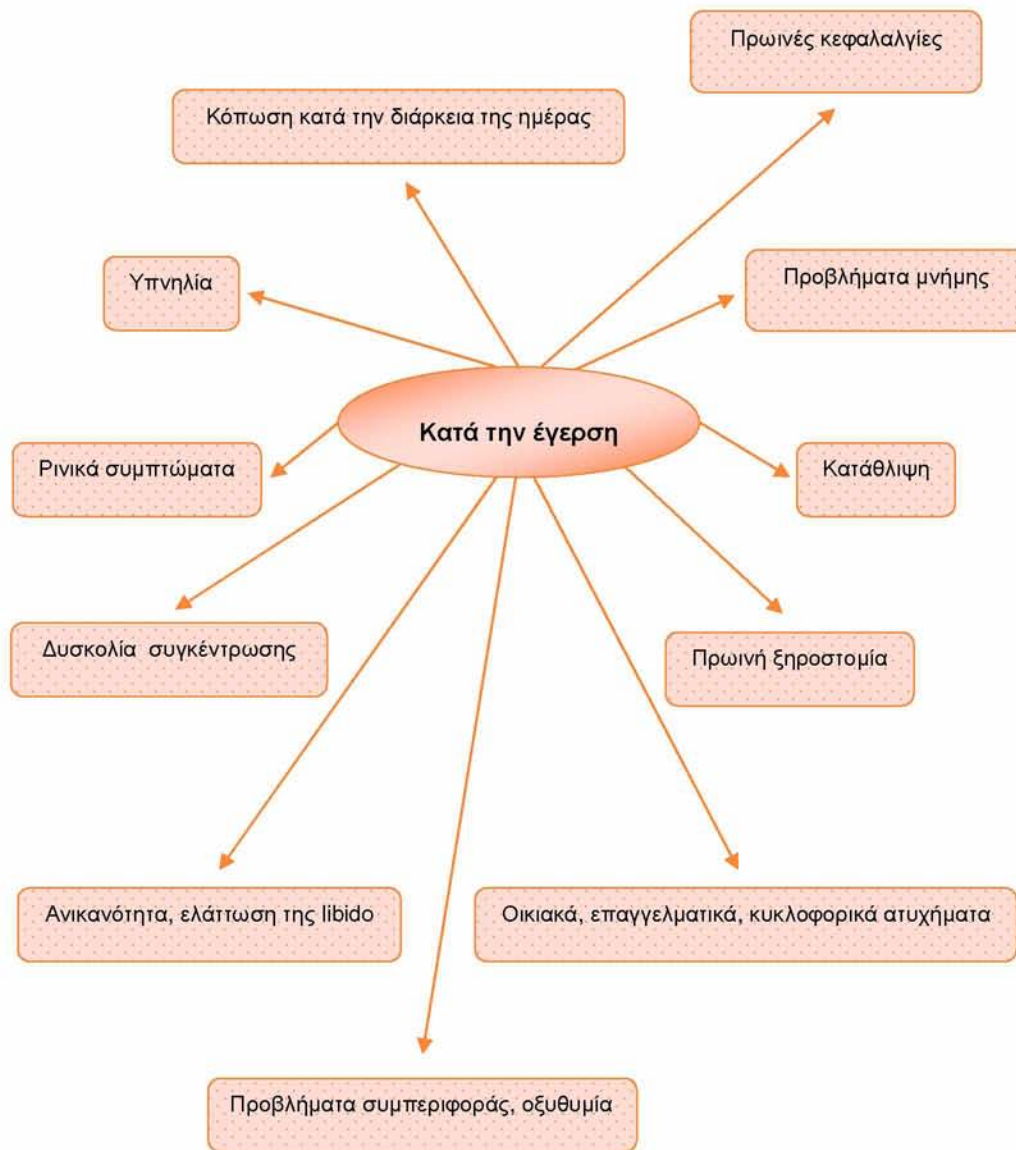 Πρωινές κεφαλαλγίες
Κόπωση κατά την διάρκεια της ημέρας
Υπνηλία
Προβλήματα μνήμης
Κατά την έγερση
Ρινικά συμπτώματα
Κατάθλιψη
Δυσκολία συγκέντρωσης
Πρωινή ξηροστομία
Ανικανότητα, ελάττωση της libido
Οικιακά, επαγγελματικά, κυκλοφορικά ατυχήματα
Προβλήματα συμπεριφοράς, οξυθυμία